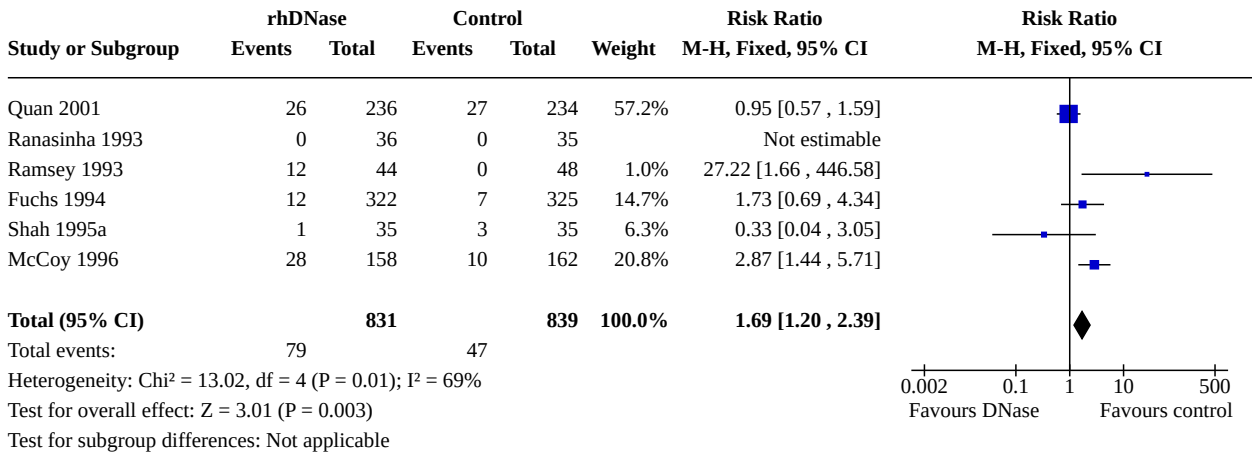 rhDNase Control Risk Ratio Risk Ratio
Study or Subgroup Events Total Events Total Weight M-H, Fixed, 95% CI M-H, Fixed, 95% CI
Quan 2001 26 236 27 234 57.2% 0.95 [0.57 , 1.59]
Ranasinha 1993 0 36 0 35 Not estimable
Ramsey 1993 12 44 0 48 1.0% 27.22 [1.66 , 446.58]
Fuchs 1994 12 322 7 325 14.7% 1.73 [0.69 , 4.34]
Shah 1995a 1 35 3 35 6.3% 0.33 [0.04 , 3.05]
McCoy 1996 28 158 10 162 20.8% 2.87 [1.44 , 5.71]
Total (95% CI) 831 839 100.0% 1.69 [1.20 , 2.39]
Total events: 79 47
Heterogeneity: Chi² = 13.02, df = 4 (P = 0.01); I² = 69%
Test for overall effect: Z = 3.01 (P = 0.003)
Test for subgroup differences: Not applicable
0.002 0.1 1 10 500
Favours DNase Favours control